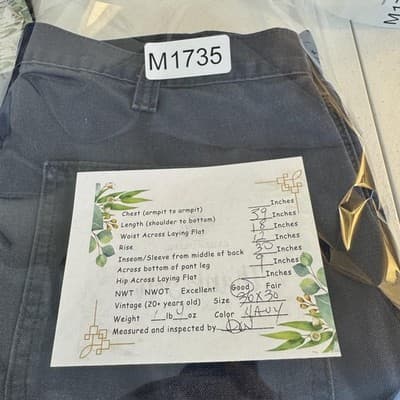 M1735
M1
Chest (armpit to armpit) Inches
Length (shoulder to bottom) 39 Inches
Waist Across Laying Flat 18 Inches
Rise 12 Inches
Inseam/Sleeve from middle of back 30 Inches
Across bottom of pant leg 9 Inches
Hip Across Laying Flat Inches
NWT NWOT Excellent Good Fair
Vintage (20+ years old) Size 36X30
Weight 1 lb oz Color NAVY
Measured and inspected by